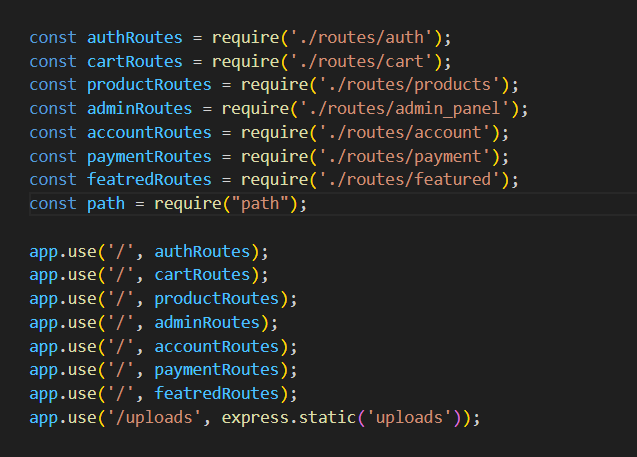 const authRoutes = require('./routes/auth');
const cartRoutes = require('./routes/cart');
const productRoutes = require('./routes/products');
const adminRoutes = require('./routes/admin_panel');
const accountRoutes = require('./routes/account');
const paymentRoutes = require('./routes/payment');
const featredRoutes = require('./routes/featured');
const path = require("path");
app.use('/', authRoutes);
app.use('/', cartRoutes);
app.use('/', productRoutes);
app.use('/', adminRoutes);
app.use('/', accountRoutes);
app.use('/', paymentRoutes);
app.use('/', featredRoutes);
app.use('/uploads', express.static('uploads'));